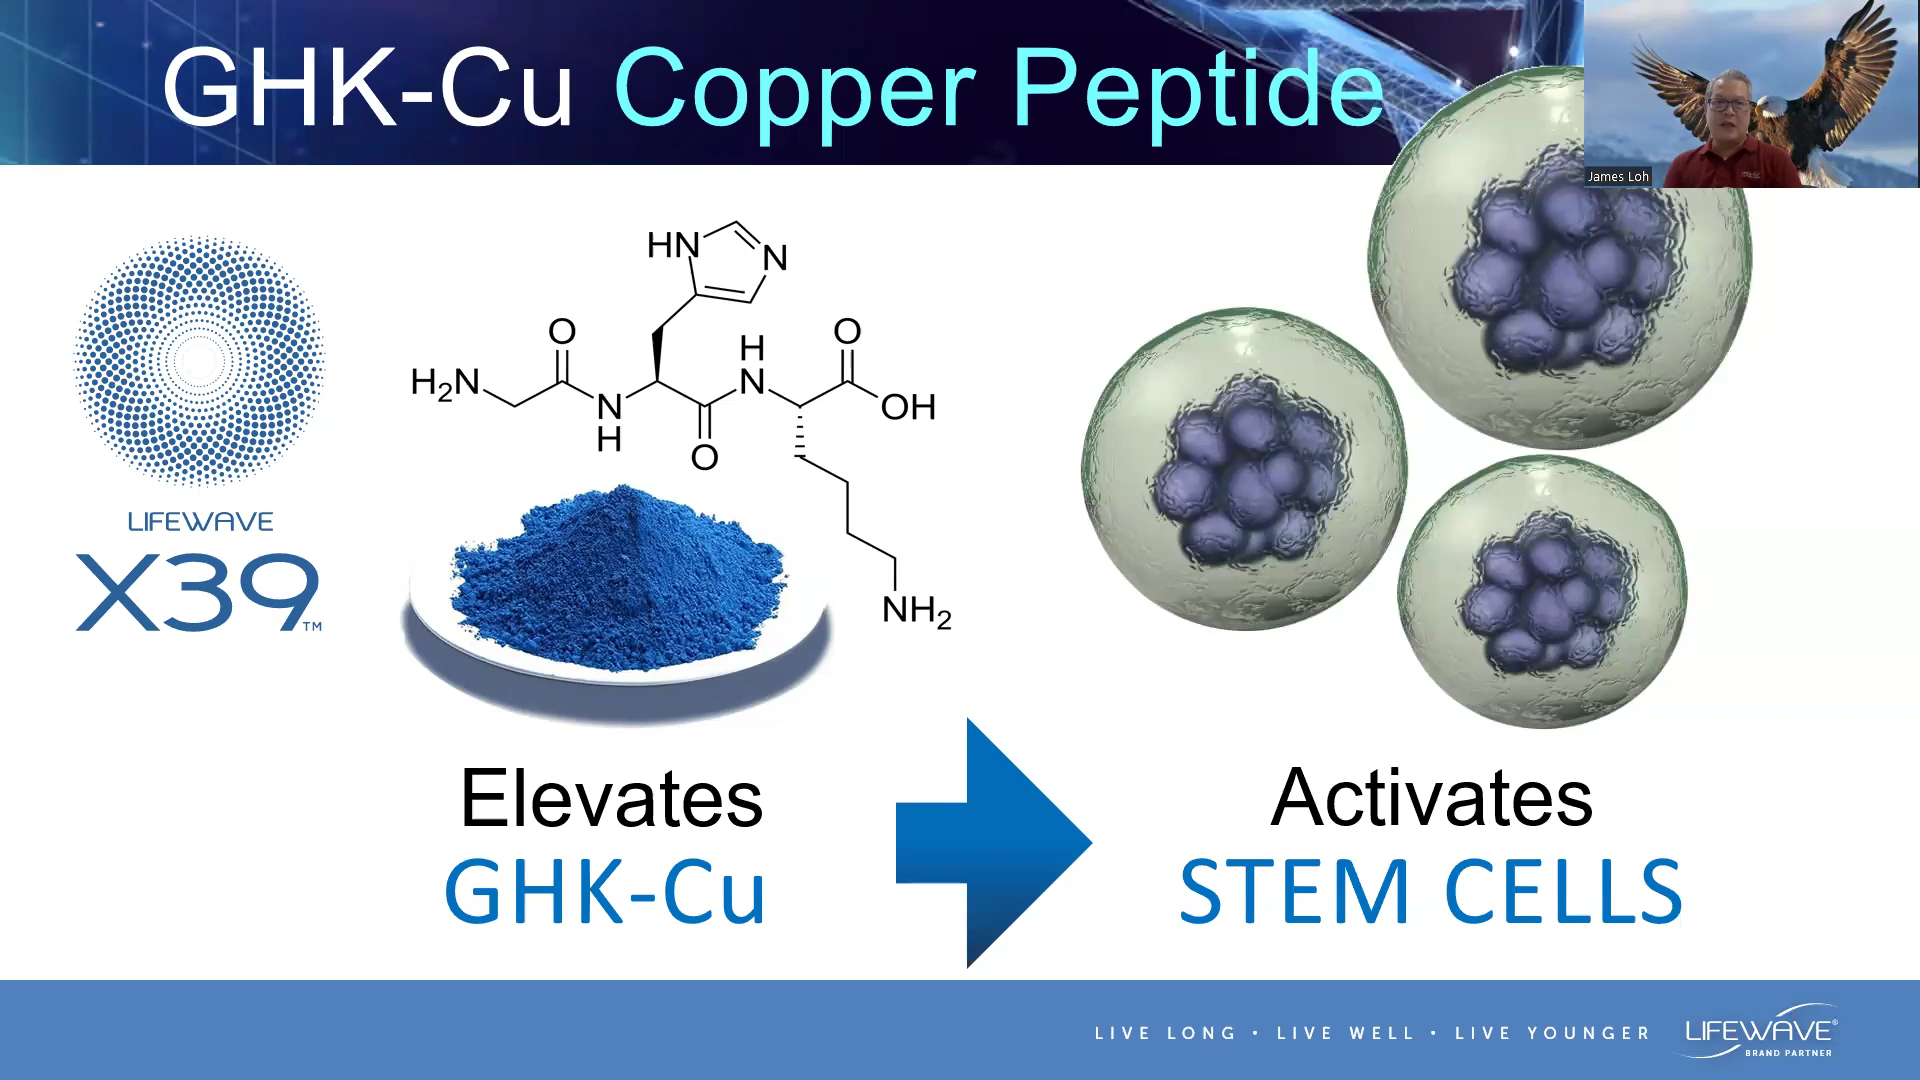 GHK-Cu Copper Peptide
James Loh
LIFEWAVE
X39™
HN
N
O
H
N
O
H₂N
N
H
O
OH
NH₂
Elevates
GHK-Cu
Activates
STEM CELLS
LIVE LONG • LIVE WELL • LIVE YOUNGER
LIFEWAVE®
BRAND PARTNER